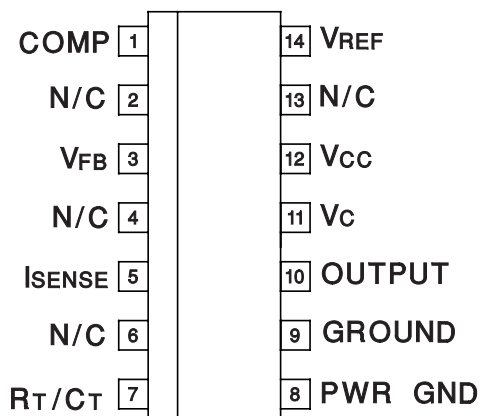 COMP 1 14 VREF
N/C 2 13 N/C
VFB 3 12 VCC
N/C 4 11 VC
ISENSE 5 10 OUTPUT
N/C 6 9 GROUND
RT/CT 7 8 PWR GND